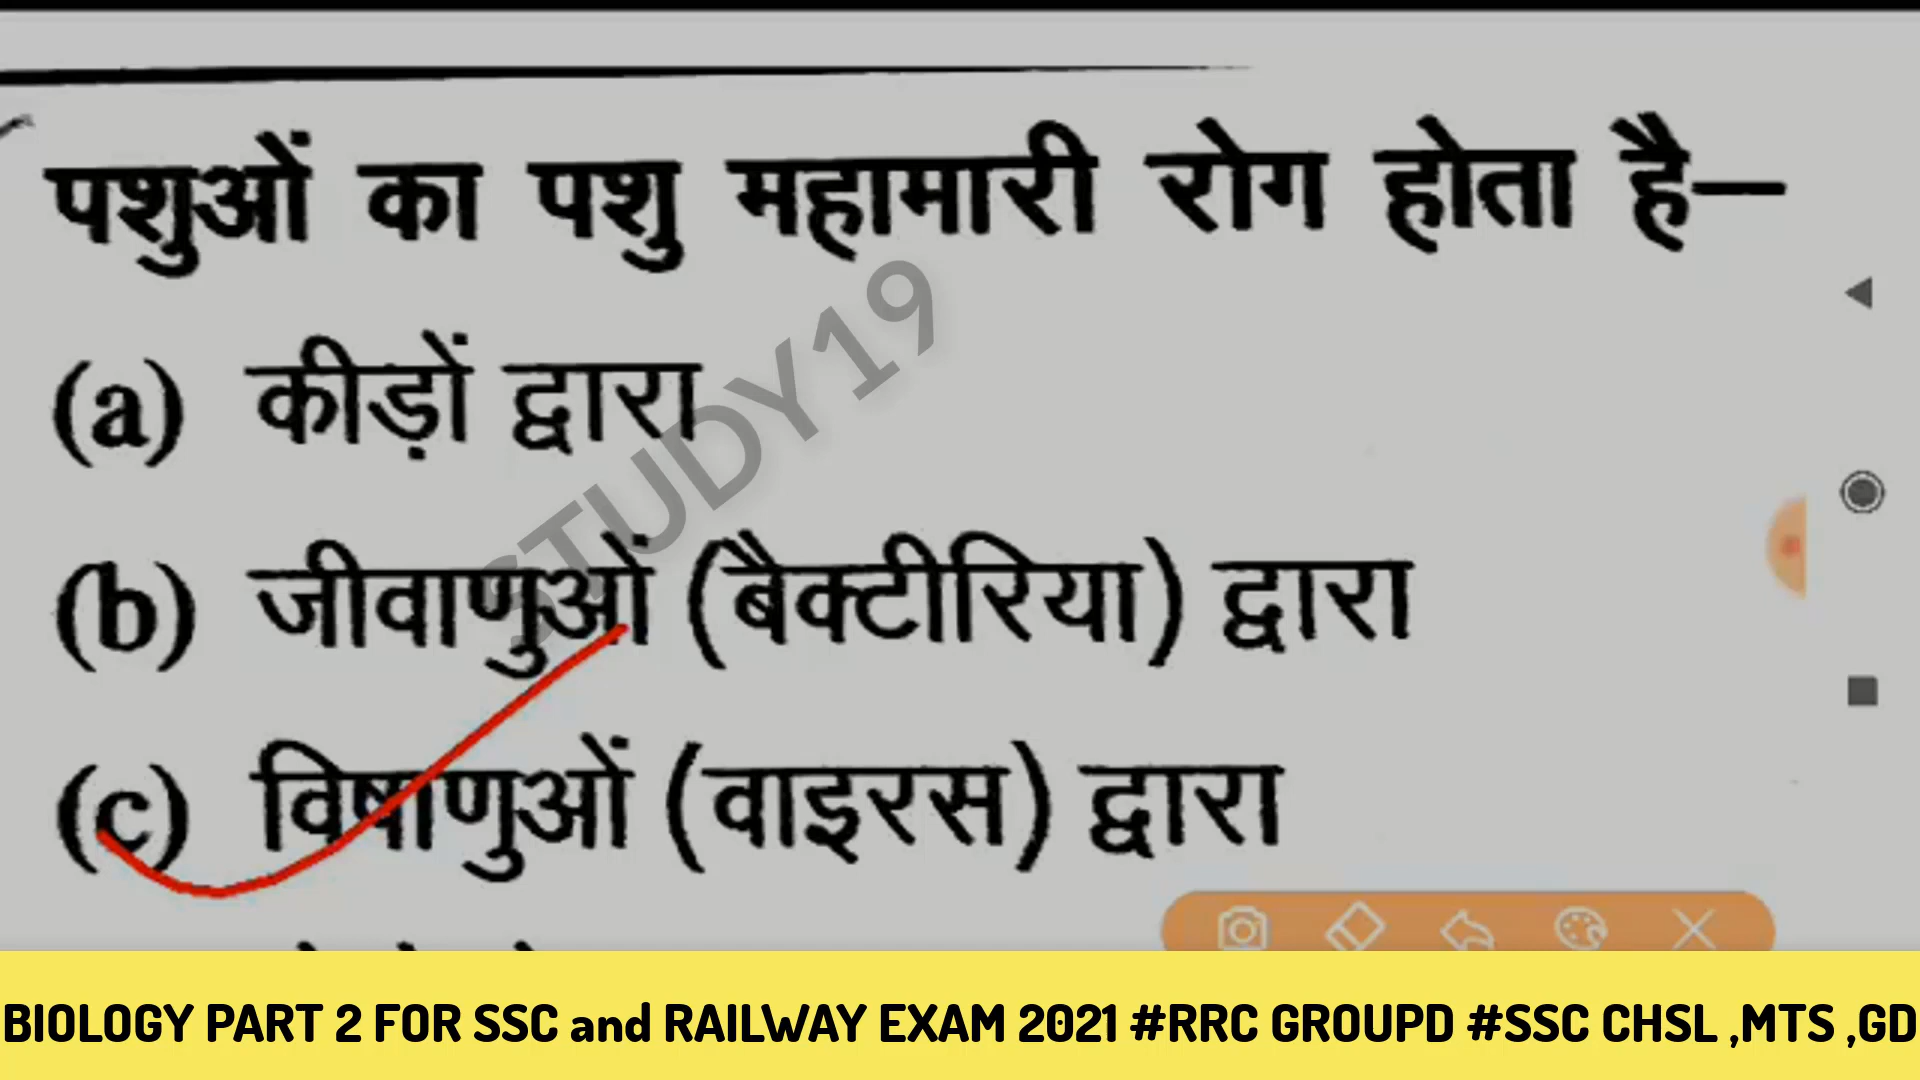 पशुओं का पशु महामारी रोग होता है—
(a) कीड़ों द्वारा
STUDY19
(b) जीवाणुओं (बैक्टीरिया) द्वारा
(c) विषाणुओं (वाइरस) द्वारा
BIOLOGY PART 2 FOR SSC and RAILWAY EXAM 2021 #RRC GROUPD #SSC CHSL ,MTS ,GD